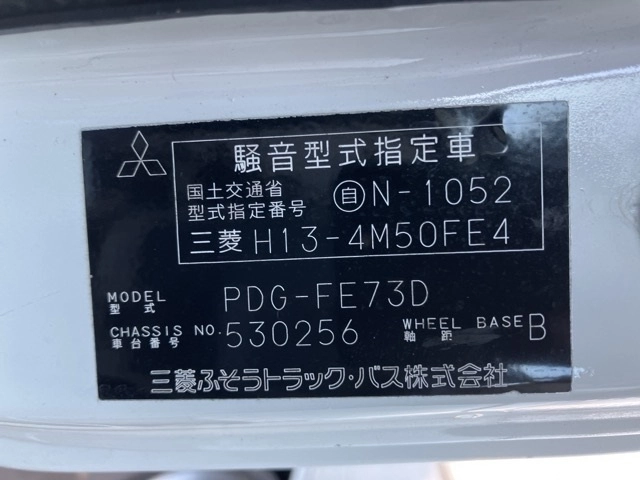 騒音型式指定車
国土交通省
型式指定番号 自N-1052
三菱 H13-4M50FE4
MODEL PDG-FE73D
型式
CHASSIS NO. 530256 WHEEL BASE B
車台番号 軸距
三菱ふそうトラック・バス株式会社